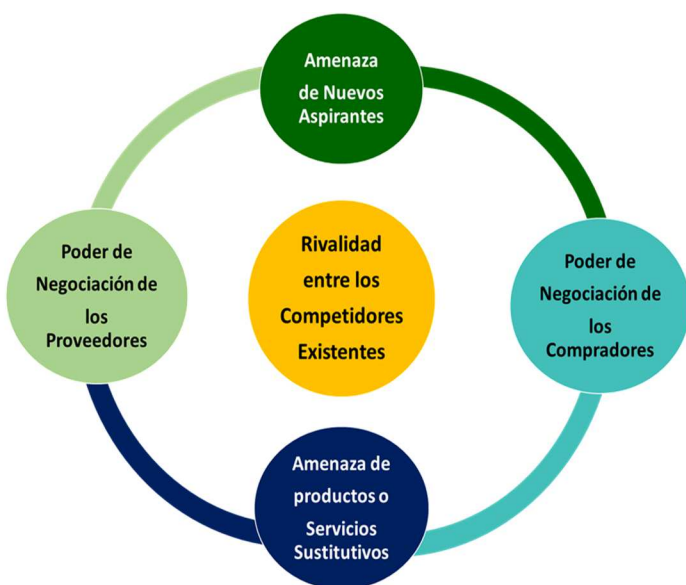 Amenaza
de Nuevos
Aspirantes
Poder de
Negociación de
los
Proveedores
Rivalidad
entre los
Competidores
Existentes
Poder de
Negociación de
los
Compradores
Amenaza de
productos o
Servicios
Sustitutivos